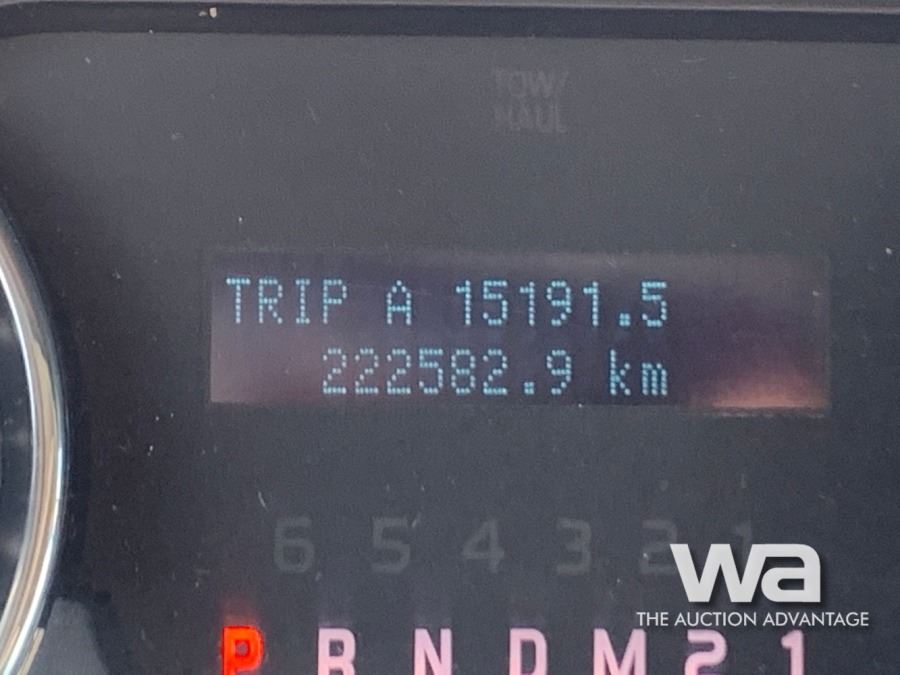 TOW/
HAUL
TRIP A 15191.5
222582.9 km
6 5 4 3 2 1
wa
THE AUCTION ADVANTAGE
P R N D M 2 1